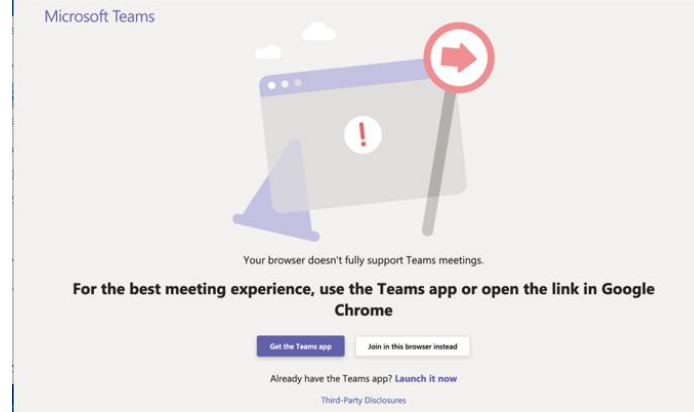 Microsoft Teams
Your browser doesn't fully support Teams meetings.
For the best meeting experience, use the Teams app or open the link in Google
Chrome
Get the Teams app
Join in this browser instead
Already have the Teams app? Launch it now
Third-Party Disclosures